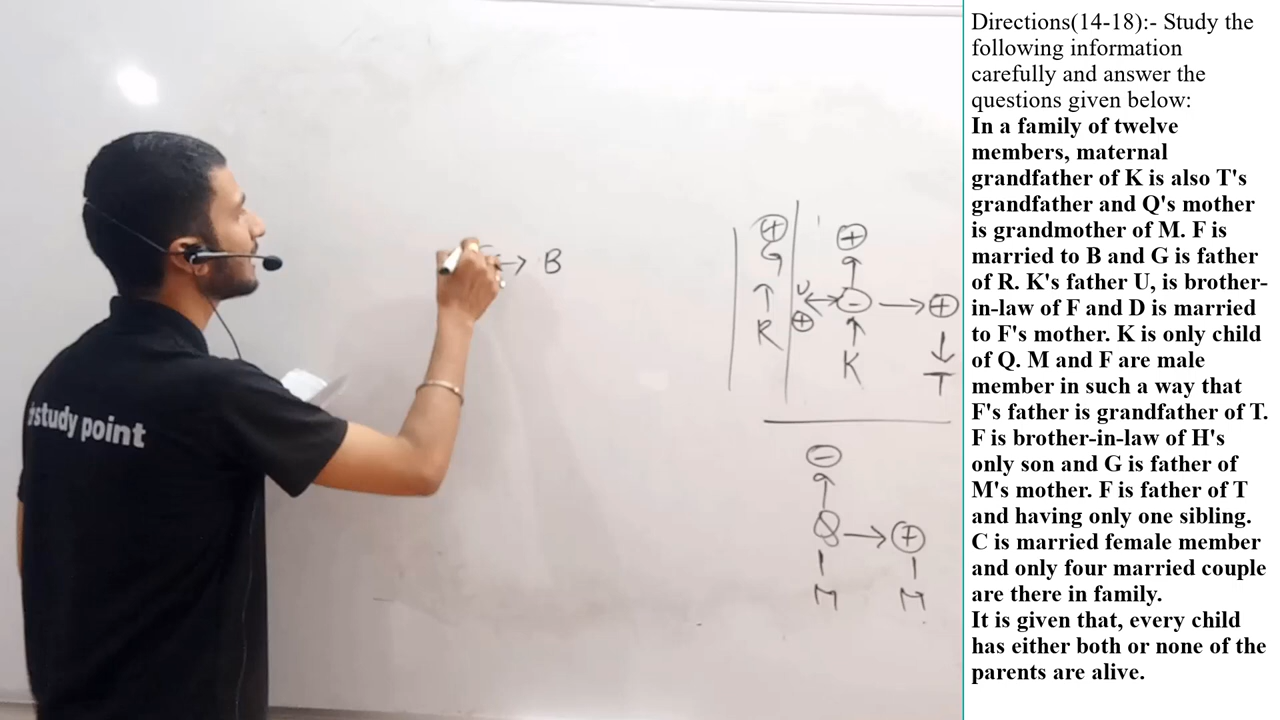 Directions(14-18):- Study the
following information
carefully and answer the
questions given below:
In a family of twelve
members, maternal
grandfather of K is also T's
grandfather and Q's mother
is grandmother of M. F is
married to B and G is father
of R. K's father U, is brother-
in-law of F and D is married
to F's mother. K is only child
of Q. M and F are male
member in such a way that
F's father is grandfather of T.
F is brother-in-law of H's
only son and G is father of
M's mother. F is father of T
and having only one sibling.
C is married female member
and only four married couple
are there in family.
It is given that, every child
has either both or none of the
parents are alive.
study point
↔ B
+
G
↑
R
+
↑
U ↔ - → +
+
↑ ↓
K T
-
↑
Q → +
M M